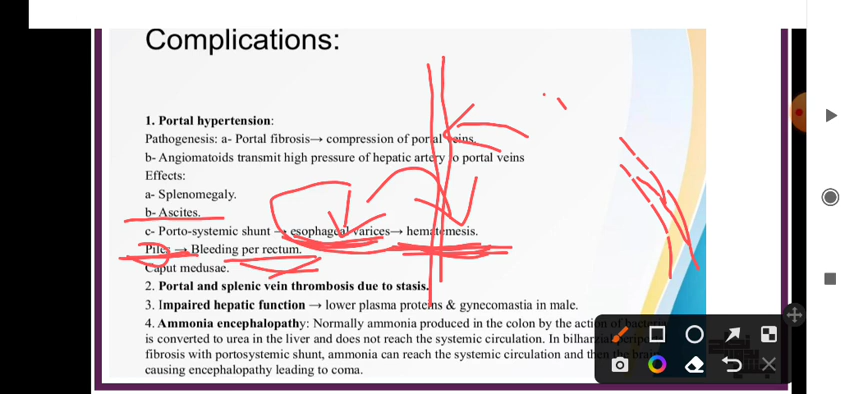 Complications:
1. Portal hypertension:
Pathogenesis: a- Portal fibrosis→ compression of portal veins.
b- Angiomatoids transmit high pressure of hepatic artery to portal veins
Effects:
a- Splenomegaly.
b- Ascites.
c- Porto-systemic shunt → esophageal varices→ hematemesis.
Piles → Bleeding per rectum.
Caput medusae.
2. Portal and splenic vein thrombosis due to stasis.
3. Impaired hepatic function → lower plasma proteins & gynecomastia in male.
4. Ammonia encephalopathy: Normally ammonia produced in the colon by the action of bacteria
is converted to urea in the liver and does not reach the systemic circulation. In bilharzial
fibrosis with portosystemic shunt, ammonia can reach the systemic circulation and then the brain
causing encephalopathy leading to coma.